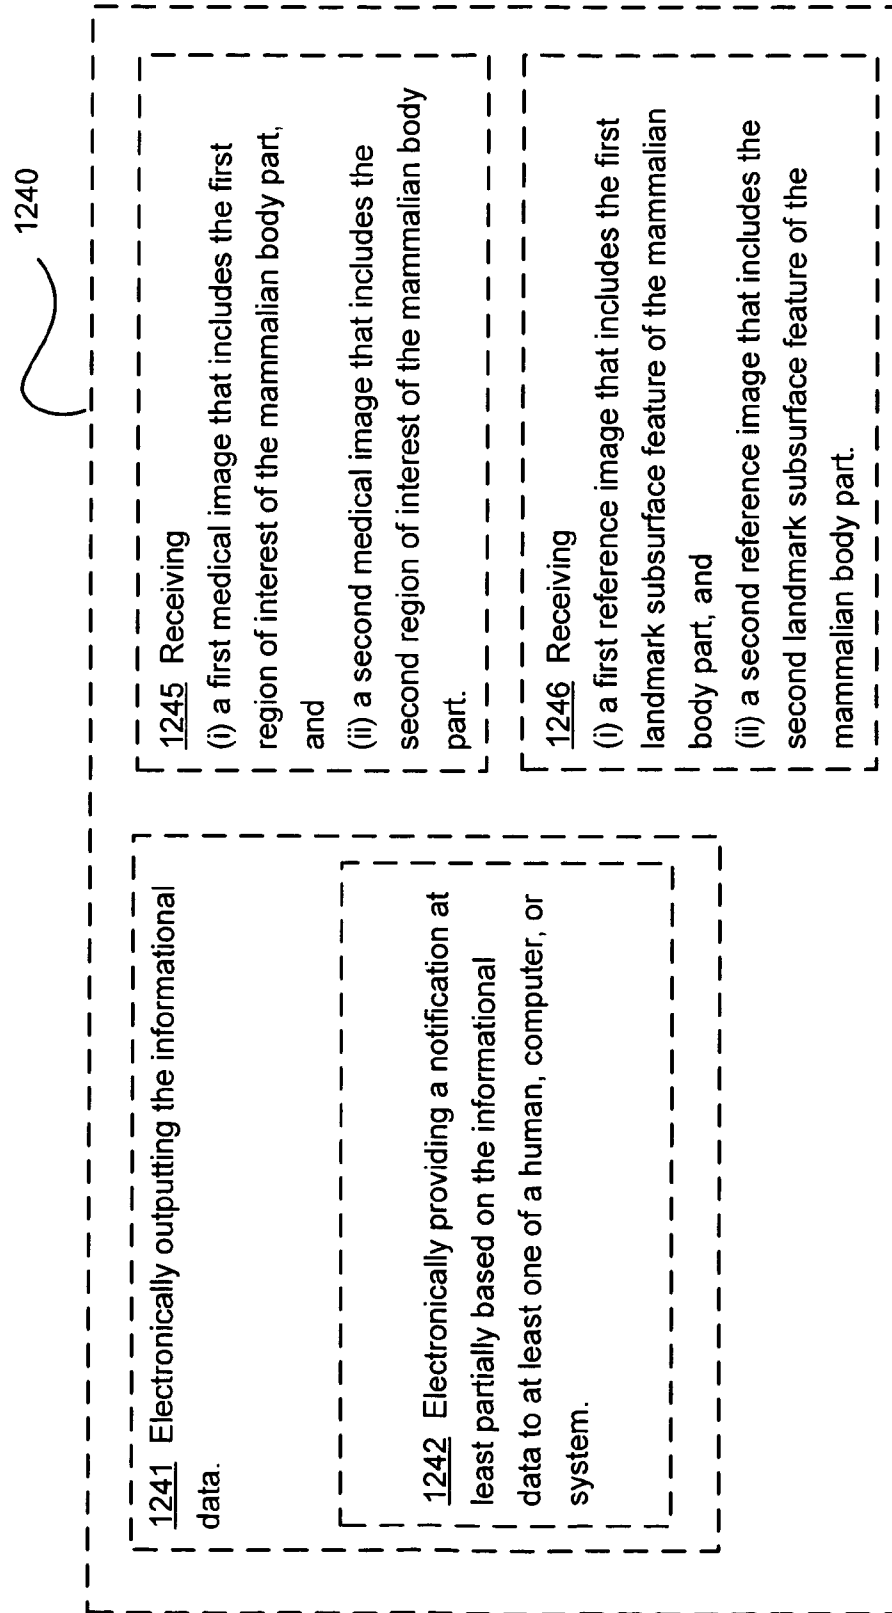 1240
1241 Electronically outputting the informational
data.
1242 Electronically providing a notification at
least partially based on the informational
data to at least one of a human, computer, or
system.
1245 Receiving
(i) a first medical image that includes the first
region of interest of the mammalian body part,
and
(ii) a second medical image that includes the
second region of interest of the mammalian body
part.
1246 Receiving
(i) a first reference image that includes the first
landmark subsurface feature of the mammalian
body part, and
(ii) a second reference image that includes the
second landmark subsurface feature of the
mammalian body part.